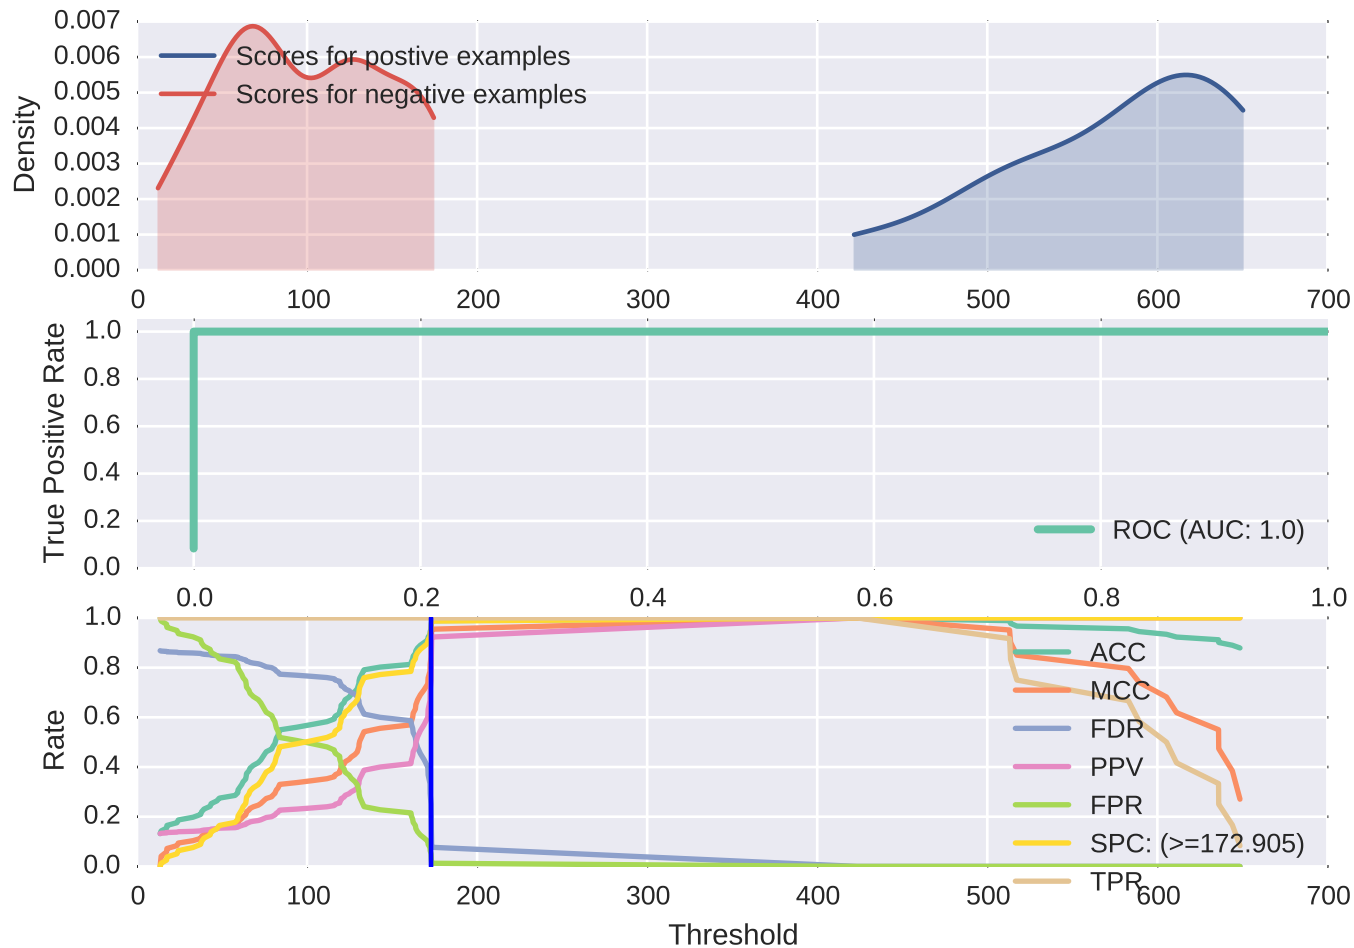 0.007
0.006
0.005
0.004
0.003
0.002
0.001
0.000
Density
Scores for postive examples
Scores for negative examples
0 100 200 300 400 500 600 700
1.0
0.8
0.6
0.4
0.2
0.0
True Positive Rate
ROC (AUC: 1.0)
0.0 0.2 0.4 0.6 0.8 1.0
1.0
0.8
0.6
0.4
0.2
0.0
Rate
ACC
MCC
FDR
PPV
FPR
SPC: (>=172.905)
TPR
0 100 200 300 400 500 600 700
Threshold